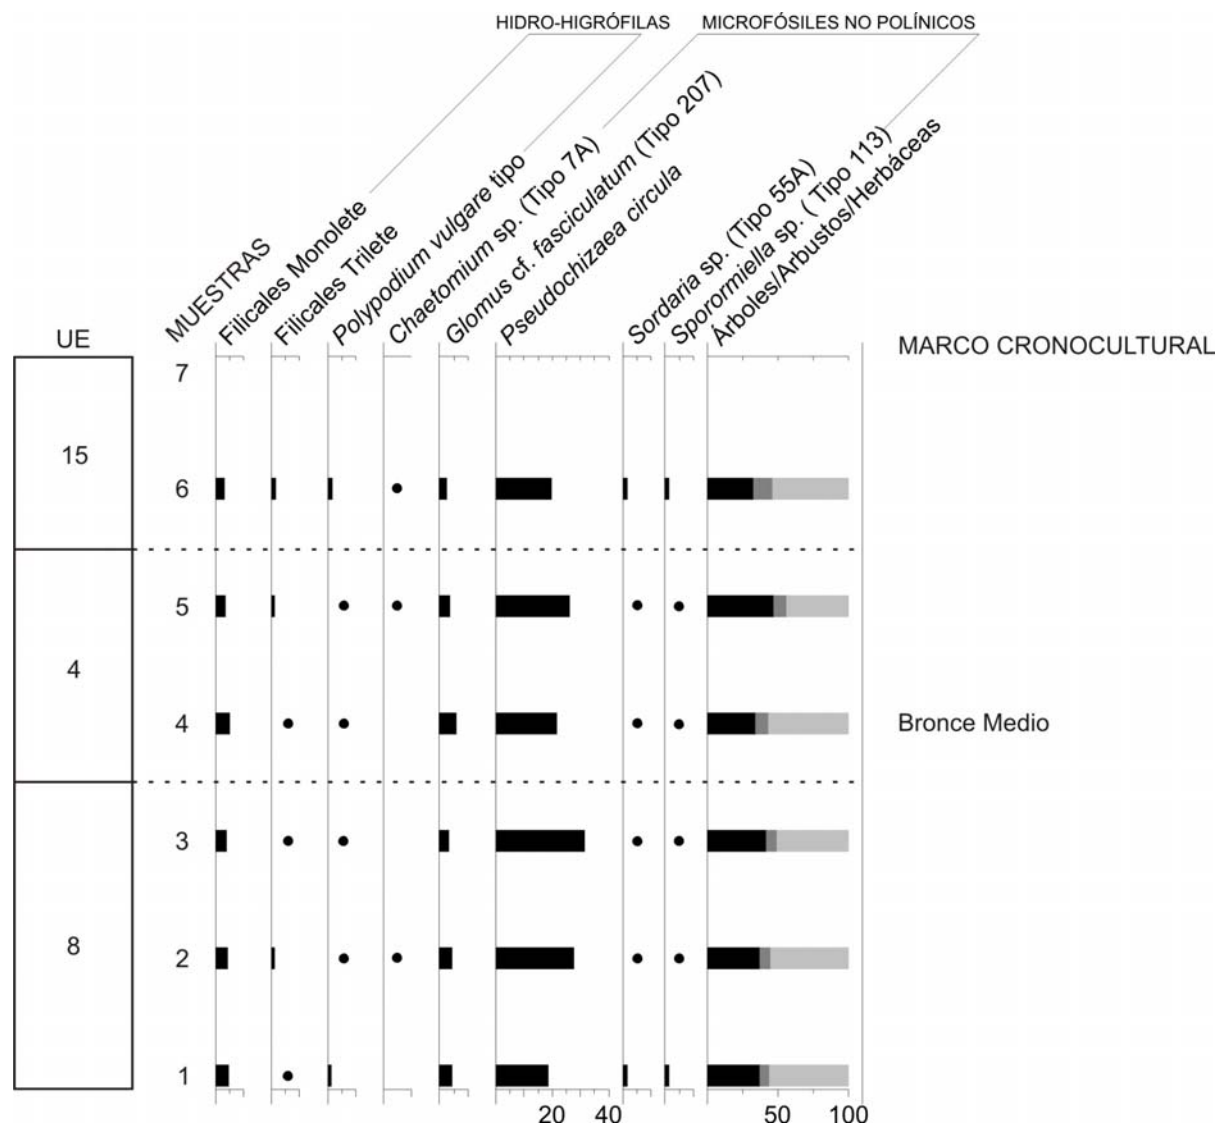 HIDRO-HIGRÓFILAS
MICROFÓSILES NO POLÍNICOS
MUESTRAS
Filicales Monolete
Filicales Trilete
Polypodium vulgare tipo
Chaetomium sp. (Tipo 7A)
Glomus cf. fasciculatum (Tipo 207)
Pseudochizaea circula
Sordaria sp. (Tipo 55A)
Sporormiella sp. ( Tipo 113)
Árboles/Arbustos/Herbáceas
UE
MARCO CRONOCULTURAL
7
15
6
5
4
4
Bronce Medio
3
8
2
1
20 40 50 100